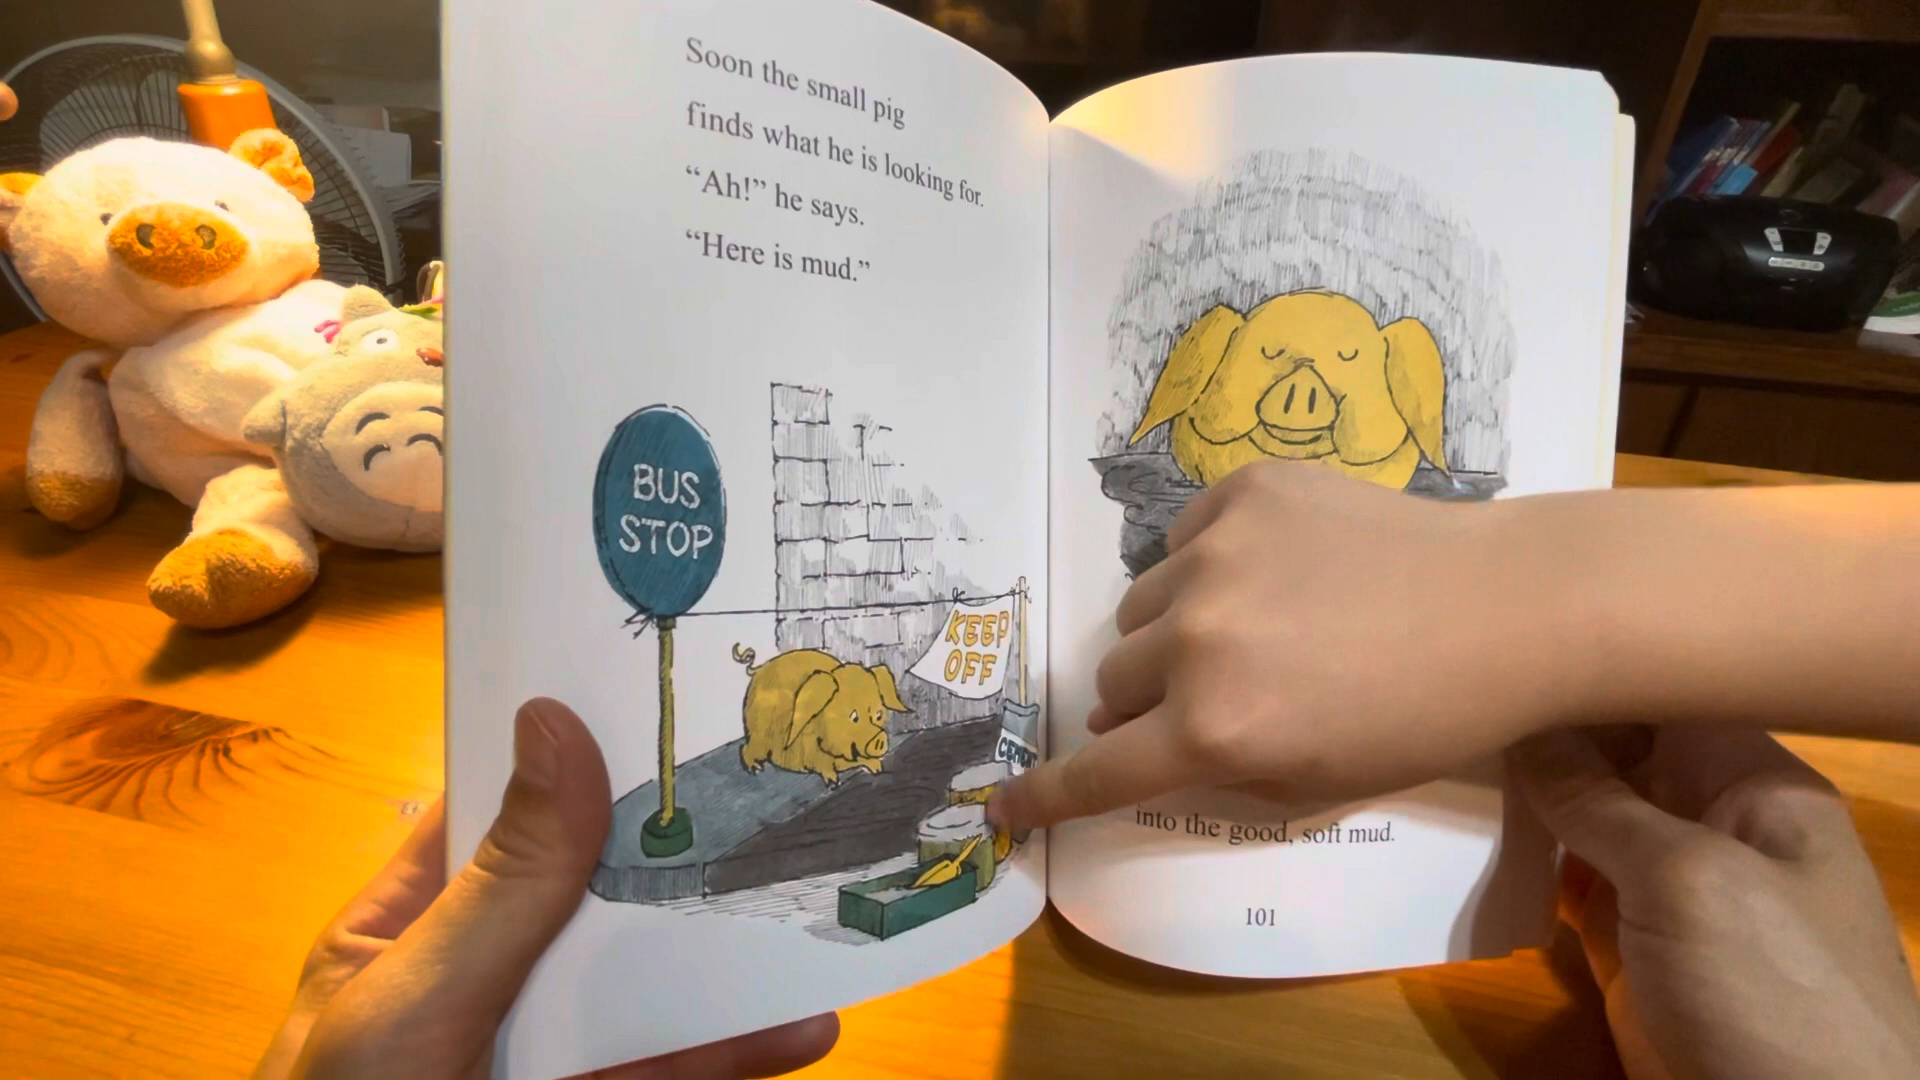 Soon the small pig
finds what he is looking for.
“Ah!” he says.
“Here is mud.”
BUS
STOP
KEEP
OFF
CEMENT
into the good, soft mud.
101